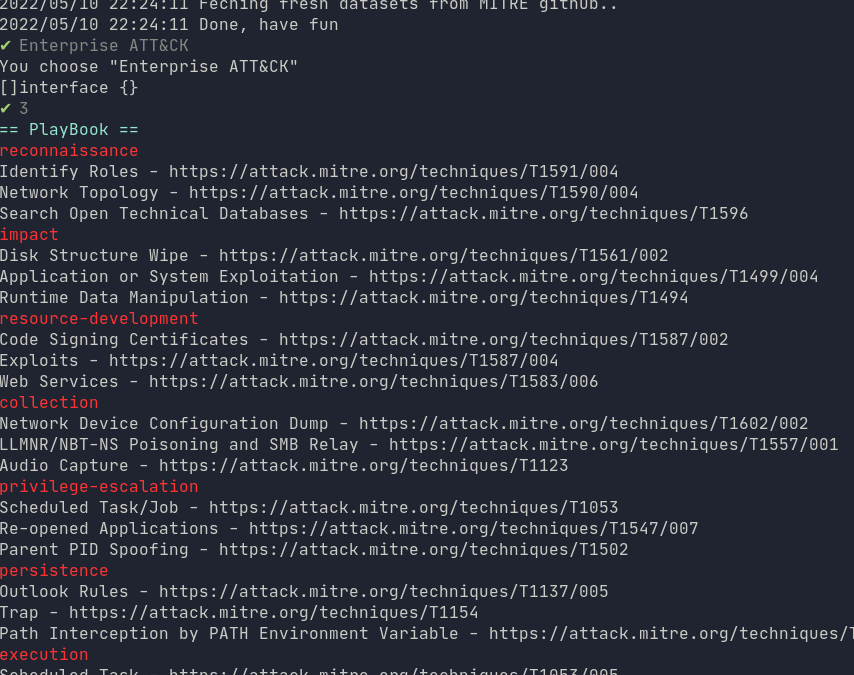 2022/05/10 22:24:11 Feching fresh datasets from MITRE github..
2022/05/10 22:24:11 Done, have fun
✔ Enterprise ATT&CK
You choose "Enterprise ATT&CK"
[]interface {}
✔ 3
== PlayBook ==
reconnaissance
Identify Roles - https://attack.mitre.org/techniques/T1591/004
Network Topology - https://attack.mitre.org/techniques/T1590/004
Search Open Technical Databases - https://attack.mitre.org/techniques/T1596
impact
Disk Structure Wipe - https://attack.mitre.org/techniques/T1561/002
Application or System Exploitation - https://attack.mitre.org/techniques/T1499/004
Runtime Data Manipulation - https://attack.mitre.org/techniques/T1494
resource-development
Code Signing Certificates - https://attack.mitre.org/techniques/T1587/002
Exploits - https://attack.mitre.org/techniques/T1587/004
Web Services - https://attack.mitre.org/techniques/T1583/006
collection
Network Device Configuration Dump - https://attack.mitre.org/techniques/T1602/002
LLMNR/NBT-NS Poisoning and SMB Relay - https://attack.mitre.org/techniques/T1557/001
Audio Capture - https://attack.mitre.org/techniques/T1123
privilege-escalation
Scheduled Task/Job - https://attack.mitre.org/techniques/T1053
Re-opened Applications - https://attack.mitre.org/techniques/T1547/007
Parent PID Spoofing - https://attack.mitre.org/techniques/T1502
persistence
Outlook Rules - https://attack.mitre.org/techniques/T1137/005
Trap - https://attack.mitre.org/techniques/T1154
Path Interception by PATH Environment Variable - https://attack.mitre.org/techniques/T
execution
Scheduled Task - https://attack.mitre.org/techniques/T1053/005